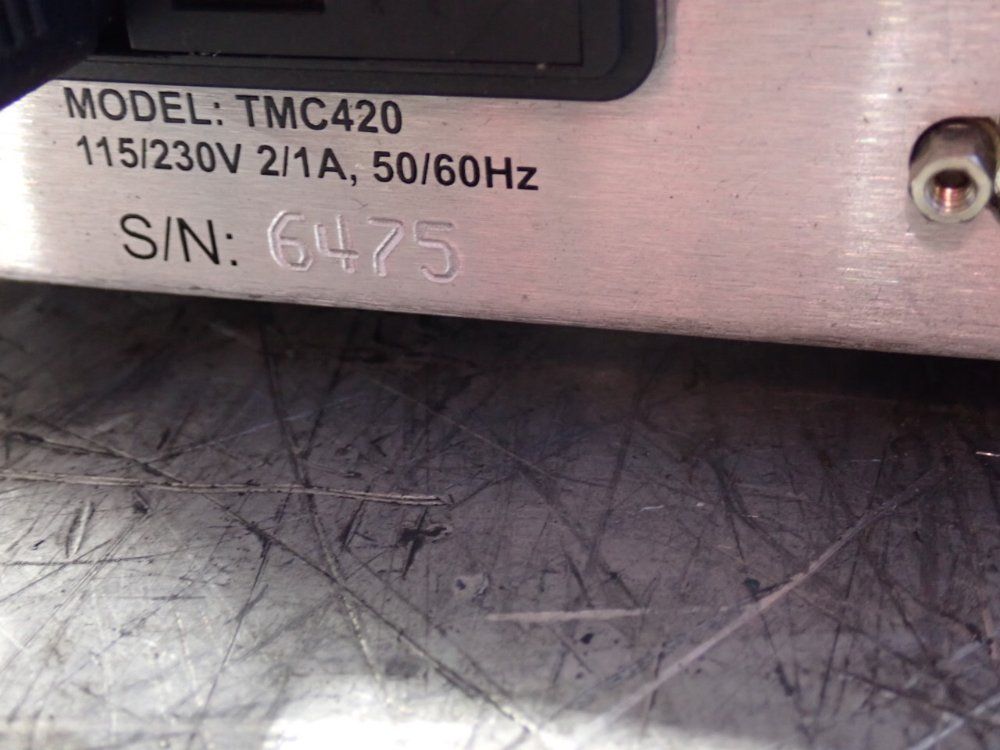 MODEL: TMC420
115/230V 2/1A, 50/60Hz
S/N: 6475